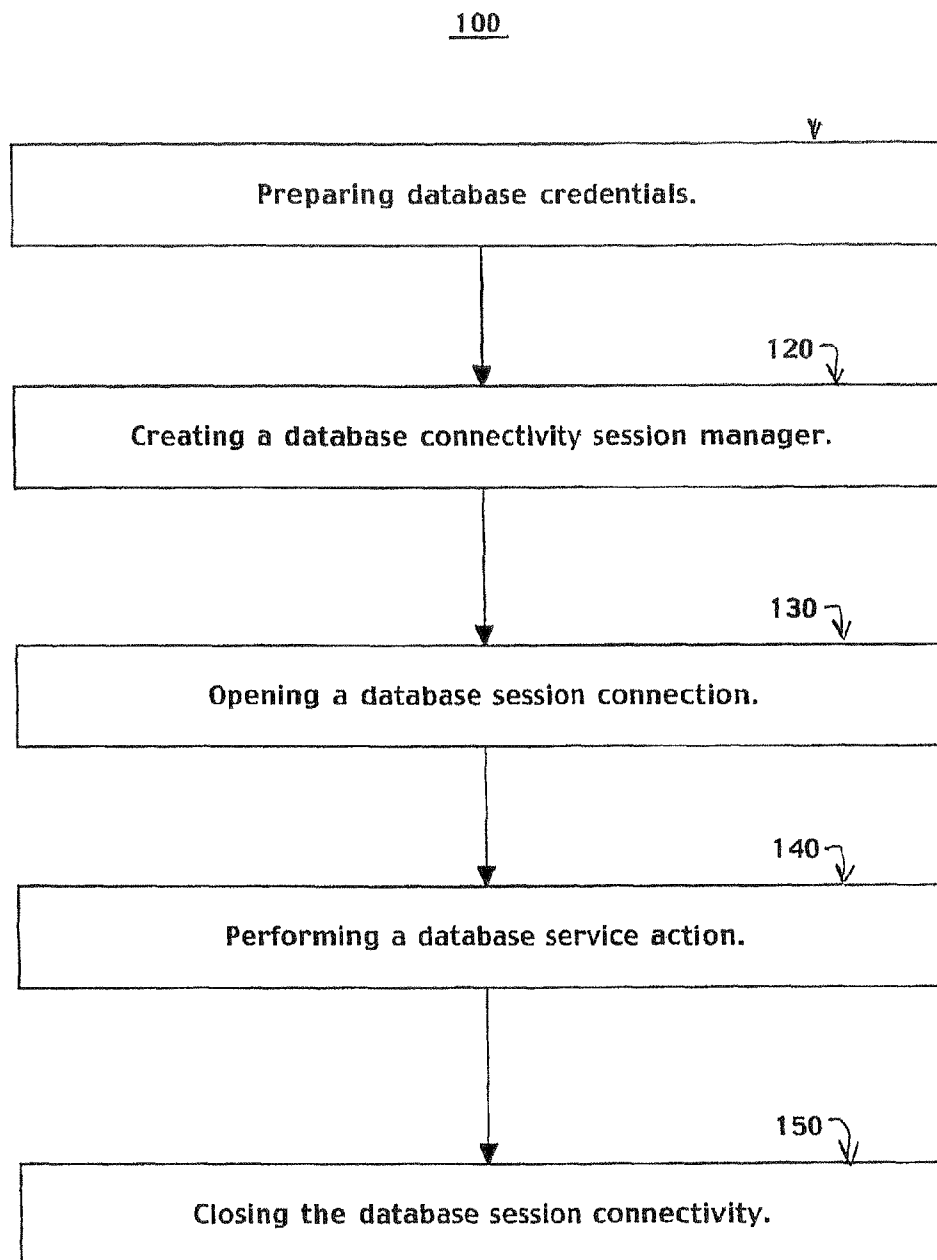 100
Preparing database credentials.
120
Creating a database connectivity session manager.
130
Opening a database session connection.
140
Performing a database service action.
150
Closing the database session connectivity.